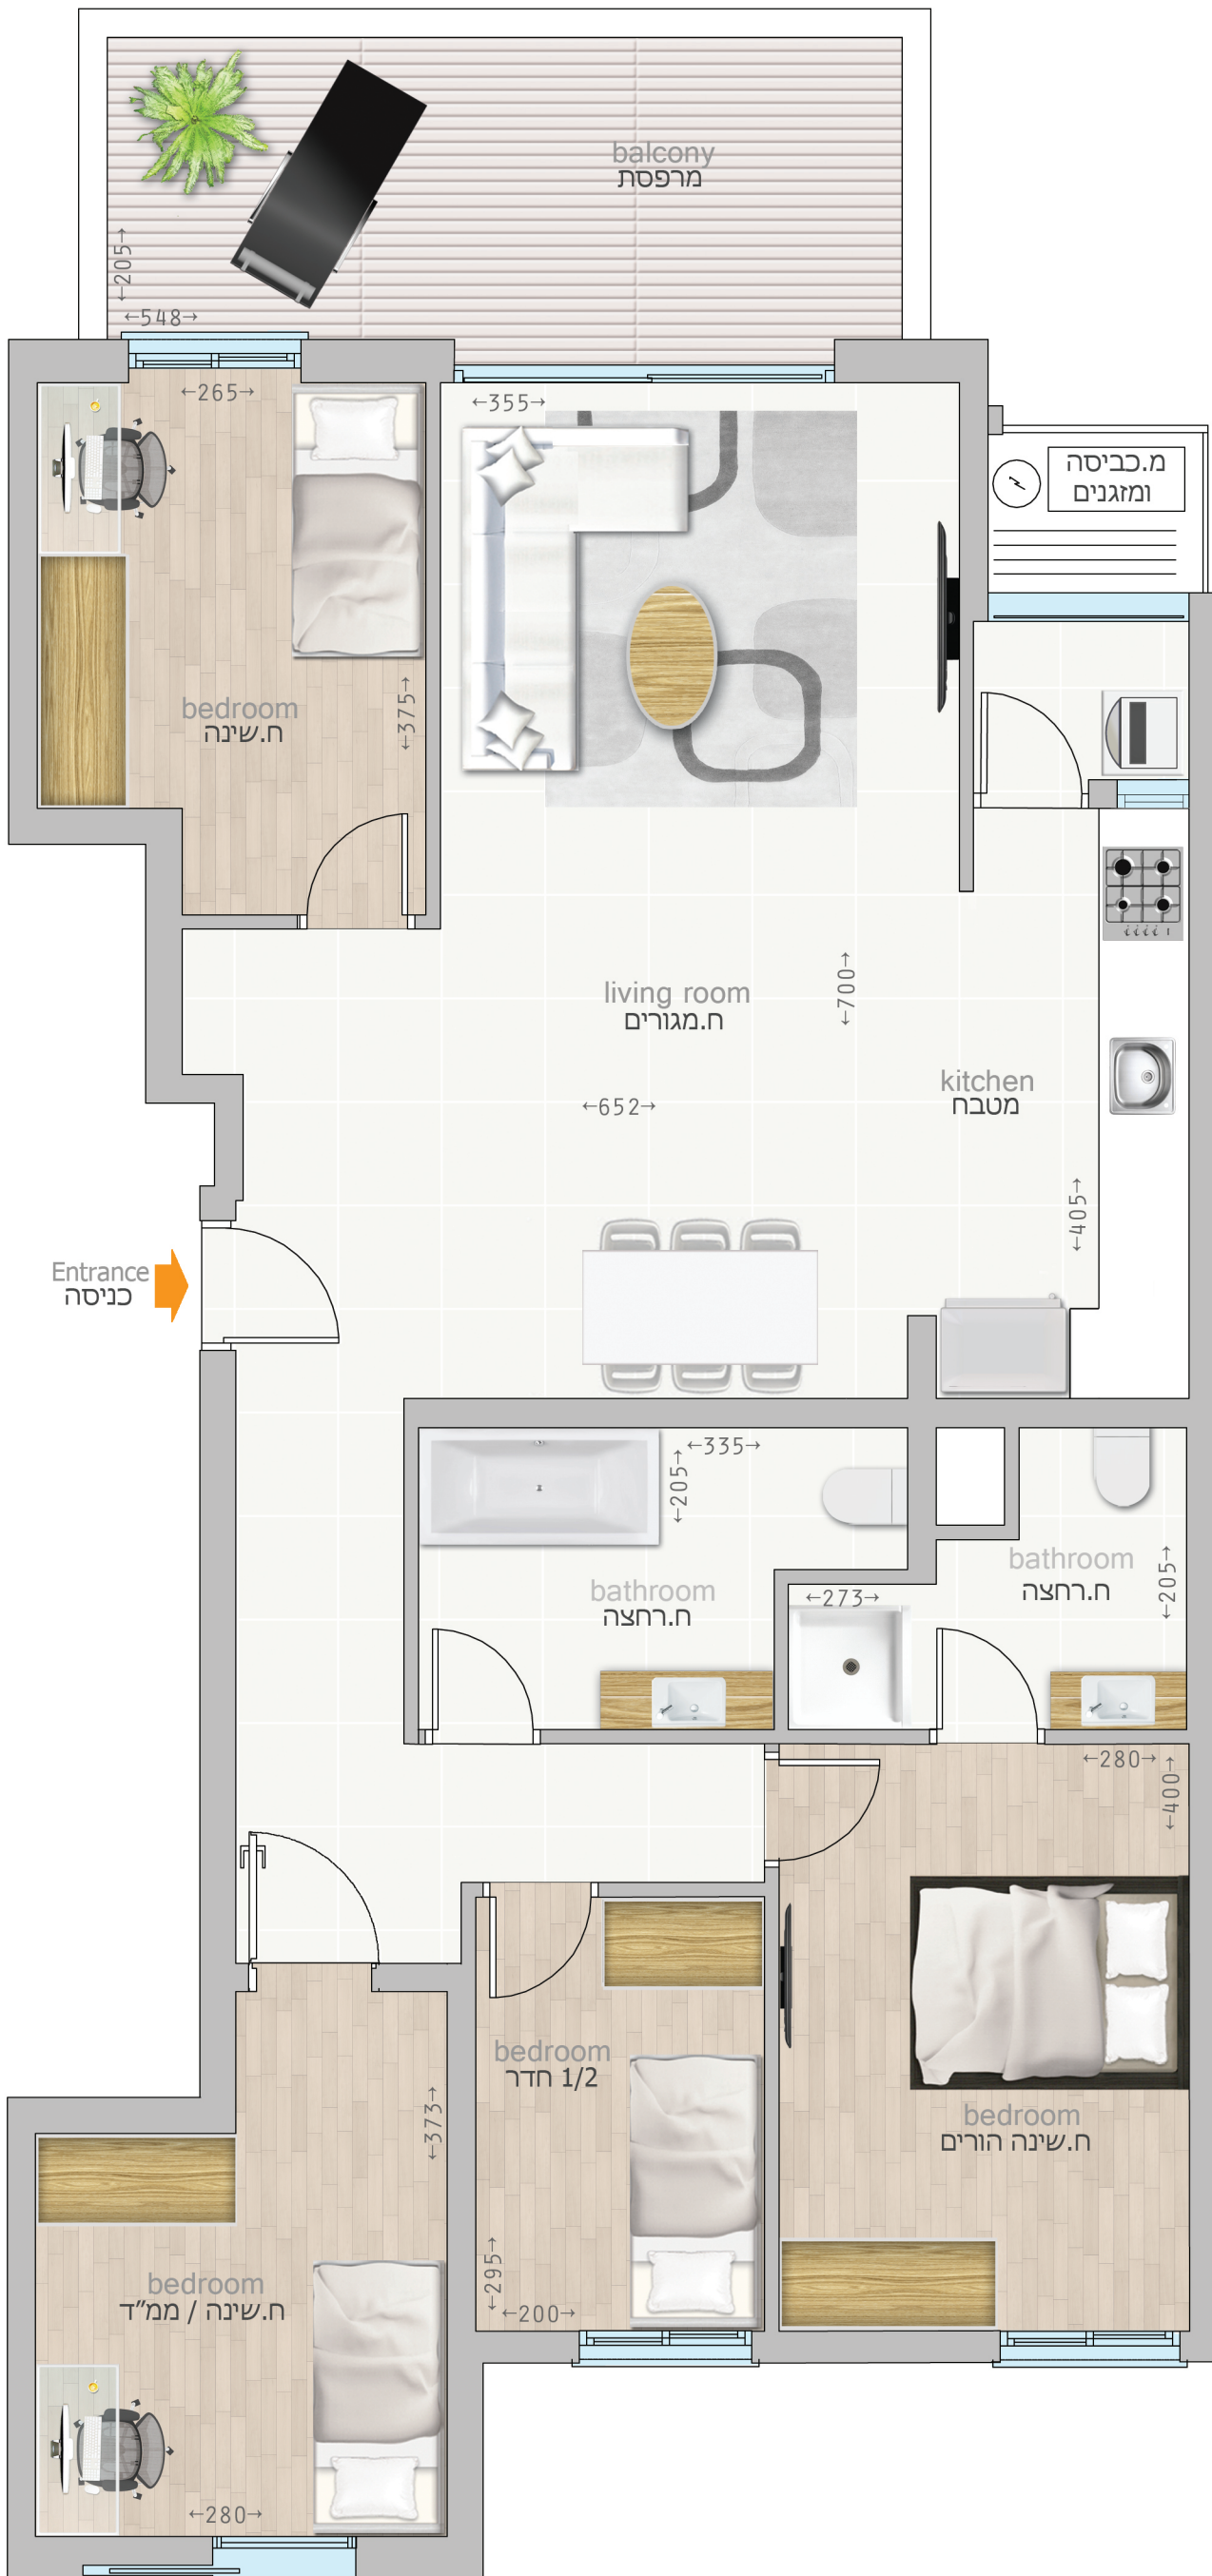 balcony
מרפסת
←205→
←548→
←265→
←355→
מ.כביסה
ומזגנים
bedroom
ח.שינה
←375→
living room
ח.מגורים
←700→
kitchen
מטבח
←652→
←405→
Entrance
כניסה
←335→
←205→
bathroom
ח.רחצה
bathroom
ח.רחצה
←205→
←273→
←280→
←400→
bedroom
1/2 חדר
←373→
bedroom
ח.שינה הורים
←295→
←200→
bedroom
ח.שינה / ממ״ד
←280→